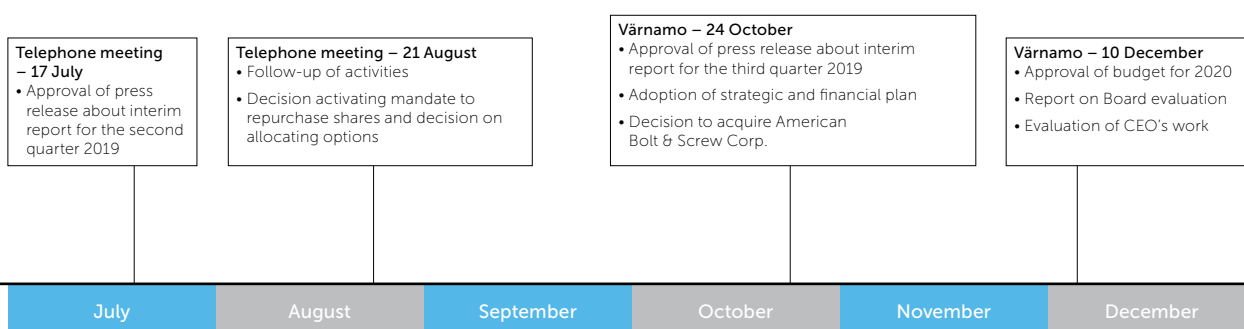 Telephone meeting
– 17 July
• Approval of press
release about interim
report for the second
quarter 2019
Telephone meeting – 21 August
• Follow-up of activities
• Decision activating mandate to
repurchase shares and decision on
allocating options
Värnamo – 24 October
• Approval of press release about interim
report for the third quarter 2019
• Adoption of strategic and financial plan
• Decision to acquire American
Bolt & Screw Corp.
Värnamo – 10 December
• Approval of budget for 2020
• Report on Board evaluation
• Evaluation of CEO’s work
July
August
September
October
November
December